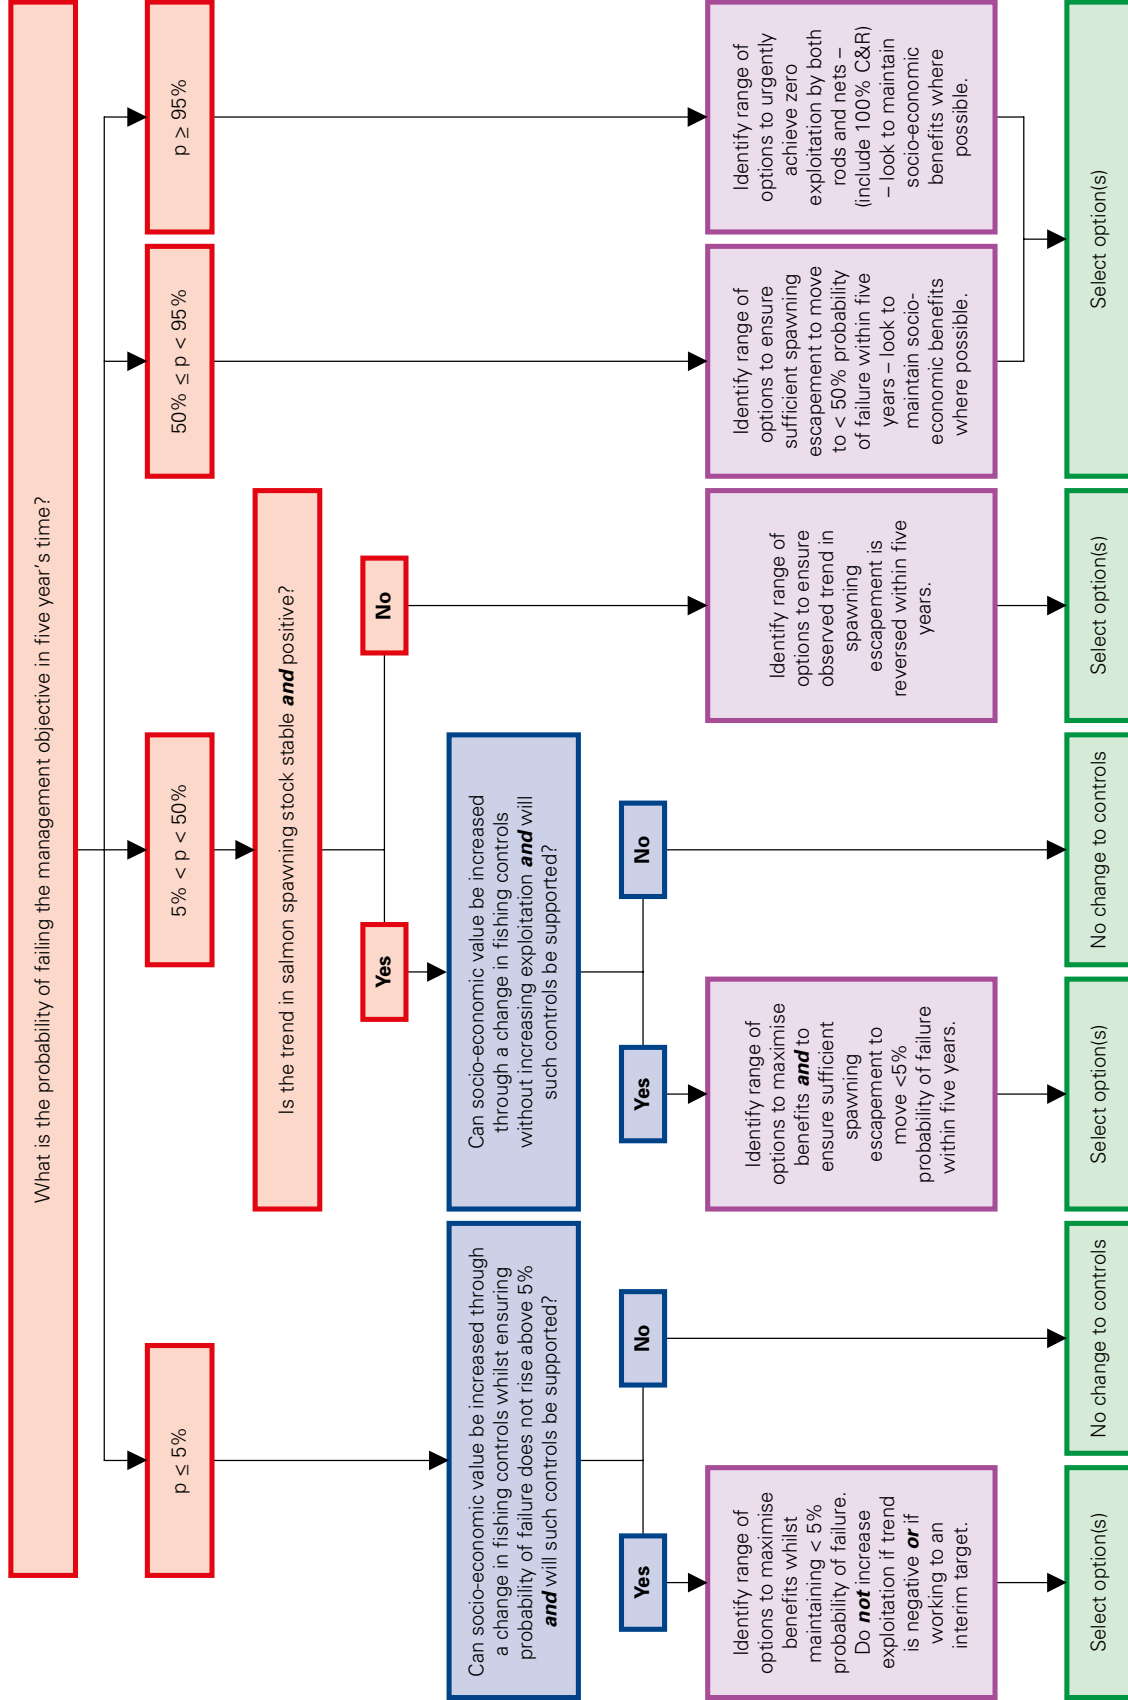 What is the probability of failing the management objective in five year's time?
p ≤ 5%
5% < p < 50%
50% ≤ p < 95%
p ≥ 95%
Is the trend in salmon spawning stock stable and positive?
Yes
No
Can socio-economic value be increased through
a change in fishing controls whilst ensuring
probability of failure does not rise above 5%
and will such controls be supported?
Can socio-economic value be increased
through a change in fishing controls
without increasing exploitation and will
such controls be supported?
Yes
No
Yes
No
Identify range of
options to maximise
benefits whilst
maintaining < 5%
probability of failure.
Do not increase
exploitation if trend
is negative or if
working to an
interim target.
Identify range of
options to maximise
benefits and to
ensure sufficient
spawning
escapement to
move <5%
probability of failure
within five years.
Identify range of
options to ensure
observed trend in
spawning
escapement is
reversed within five
years.
Identify range of
options to ensure
sufficient spawning
escapement to move
to < 50% probability
of failure within five
years – look to
maintain socio-
economic benefits
where possible.
Identify range of
options to urgently
achieve zero
exploitation by both
rods and nets –
(include 100% C&R)
– look to maintain
socio-economic
benefits where
possible.
Select option(s)
No change to controls
Select option(s)
No change to controls
Select option(s)
Select option(s)